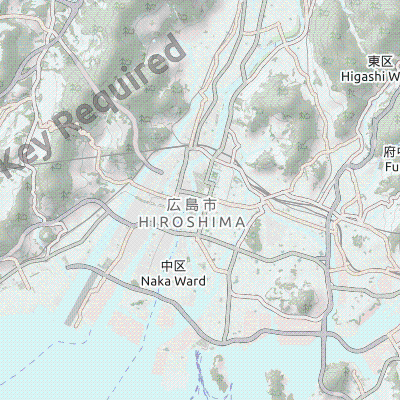 Key Required
東区
Higashi W
府中
Fu
広島市
HIROSHIMA
中区
Naka Ward